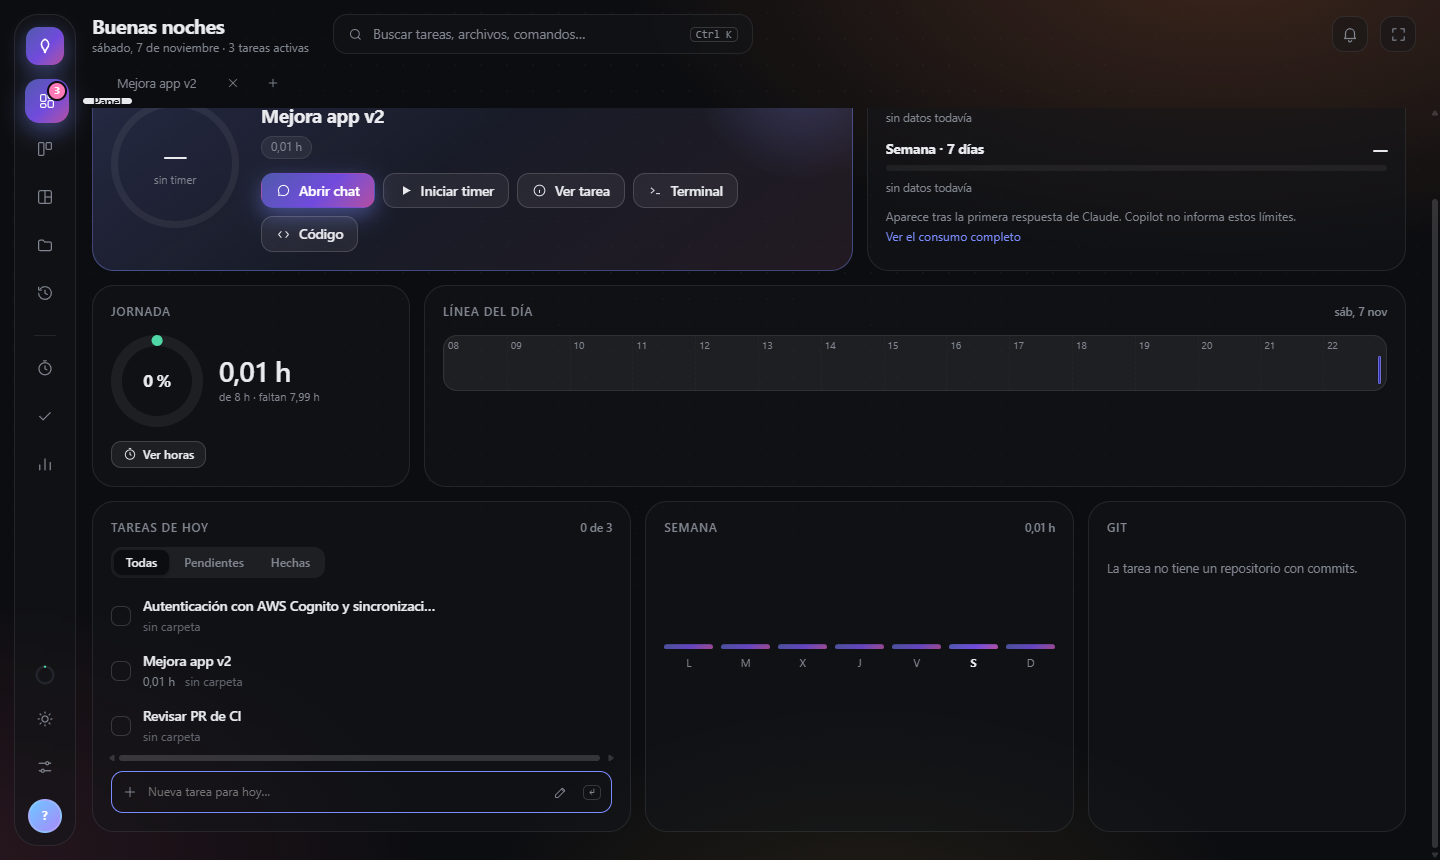 Buenas noches
sábado, 7 de noviembre · 3 tareas activas
Buscar tareas, archivos, comandos...
Ctrl K
3
Mejora app v2
Panel
Mejora app v2
0,01 h
—
sin timer
Abrir chat
Iniciar timer
Ver tarea
Terminal
Código
sin datos todavía
Semana · 7 días
—
sin datos todavía
Aparece tras la primera respuesta de Claude. Copilot no informa estos límites.
Ver el consumo completo
JORNADA
0 %
0,01 h
de 8 h · faltan 7,99 h
Ver horas
LÍNEA DEL DÍA
sáb, 7 nov
08 09 10 11 12 13 14 15 16 17 18 19 20 21 22
TAREAS DE HOY
0 de 3
Todas
Pendientes
Hechas
Autenticación con AWS Cognito y sincronizaci...
sin carpeta
Mejora app v2
0,01 h sin carpeta
Revisar PR de CI
sin carpeta
Nueva tarea para hoy...
SEMANA
0,01 h
L M X J V S D
GIT
La tarea no tiene un repositorio con commits.
?